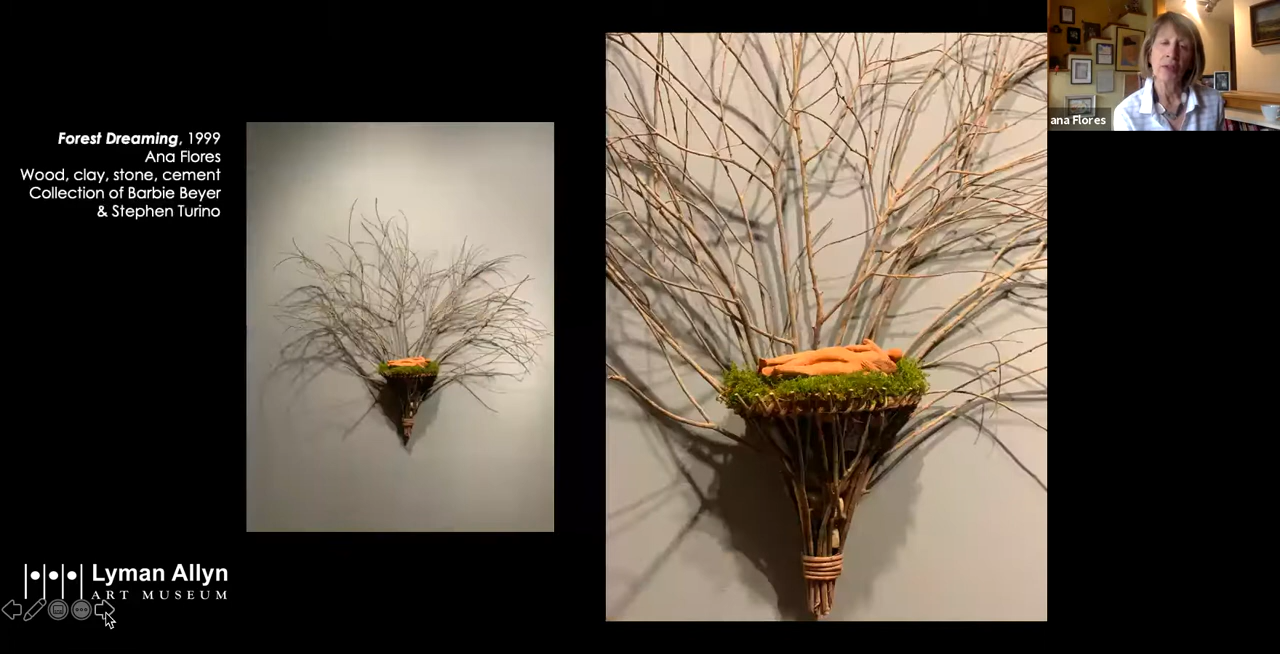 Forest Dreaming, 1999
Ana Flores
Wood, clay, stone, cement
Collection of Barbie Beyer
& Stephen Turino
ana Flores
Lyman Allyn
ART MUSEUM